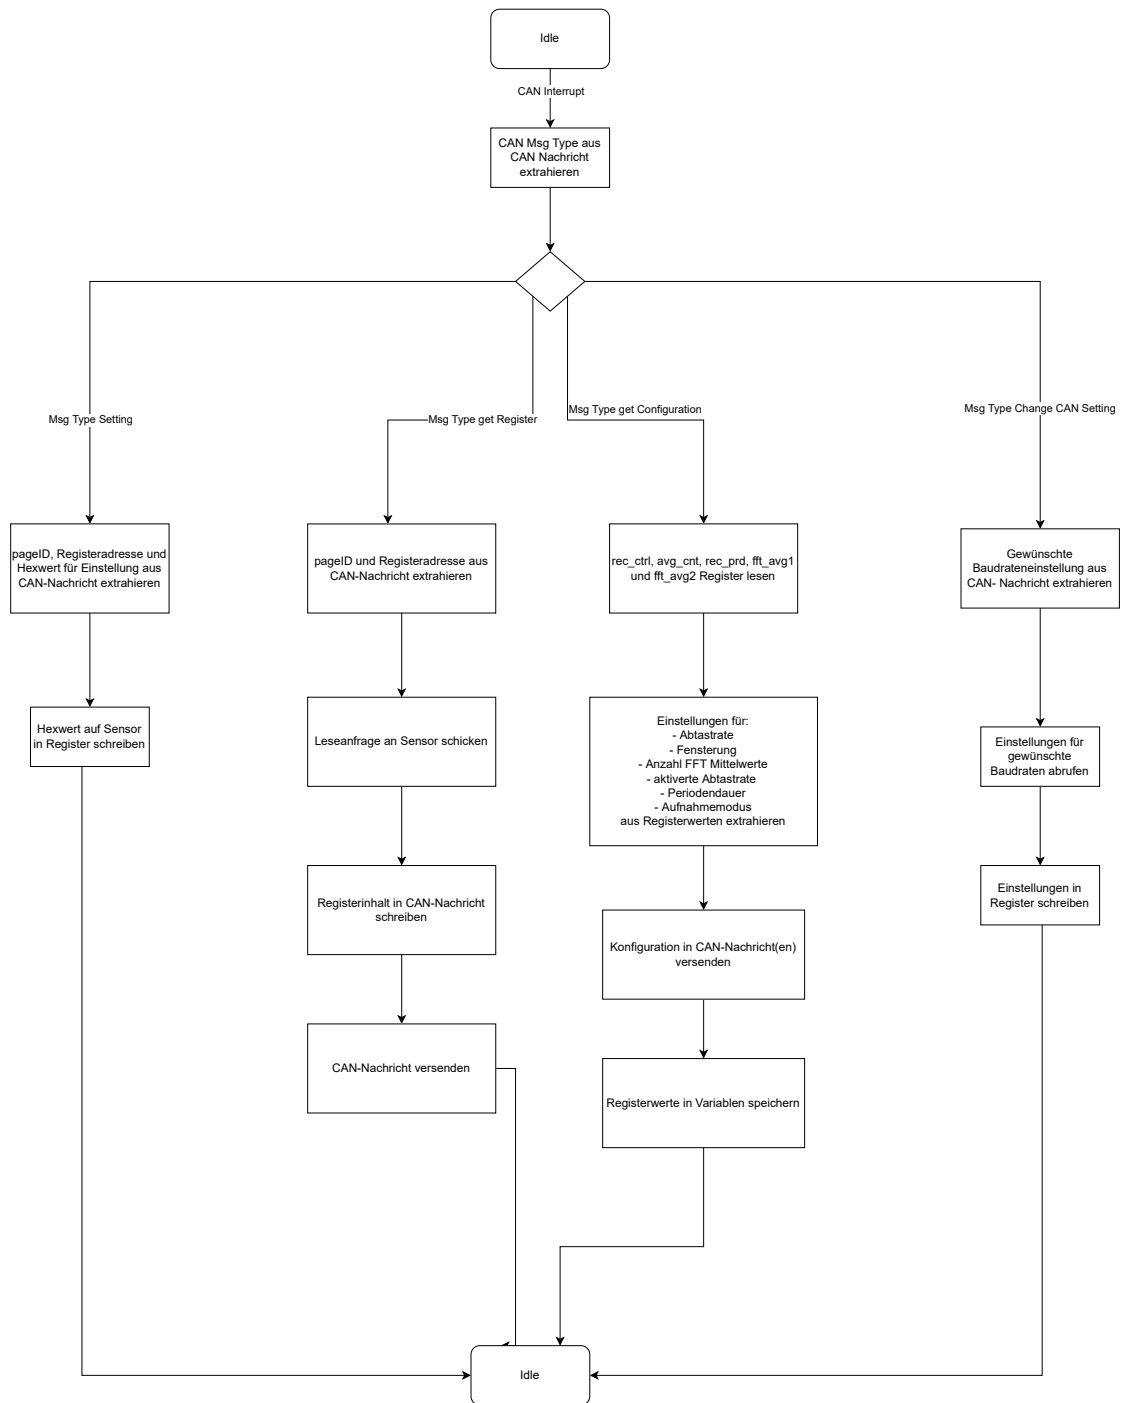 Idle
CAN Interrupt
CAN Msg Type aus
CAN Nachricht
extrahieren
Msg Type Setting
Msg Type get Register
Msg Type get Configuration
Msg Type Change CAN Setting
pageID, Registeradresse und
Hexwert für Einstellung aus
CAN-Nachricht extrahieren
Hexwert auf Sensor
in Register schreiben
pageID und Registeradresse aus
CAN-Nachricht extrahieren
Leseanfrage an Sensor schicken
Registerinhalt in CAN-Nachricht
schreiben
CAN-Nachricht versenden
rec_ctrl, avg_cnt, rec_prd, fft_avg1
und fft_avg2 Register lesen
Einstellungen für:
- Abtastrate
- Fensterung
- Anzahl FFT Mittelwerte
- aktivierte Abtastrate
- Periodendauer
- Aufnahmemodus
aus Registerwerten extrahieren
Konfiguration in CAN-Nachricht(en)
versenden
Registerwerte in Variablen speichern
Gewünschte
Baudrateneinstellung aus
CAN- Nachricht extrahieren
Einstellungen für
gewünschte
Baudraten abrufen
Einstellungen in
Register schreiben
Idle